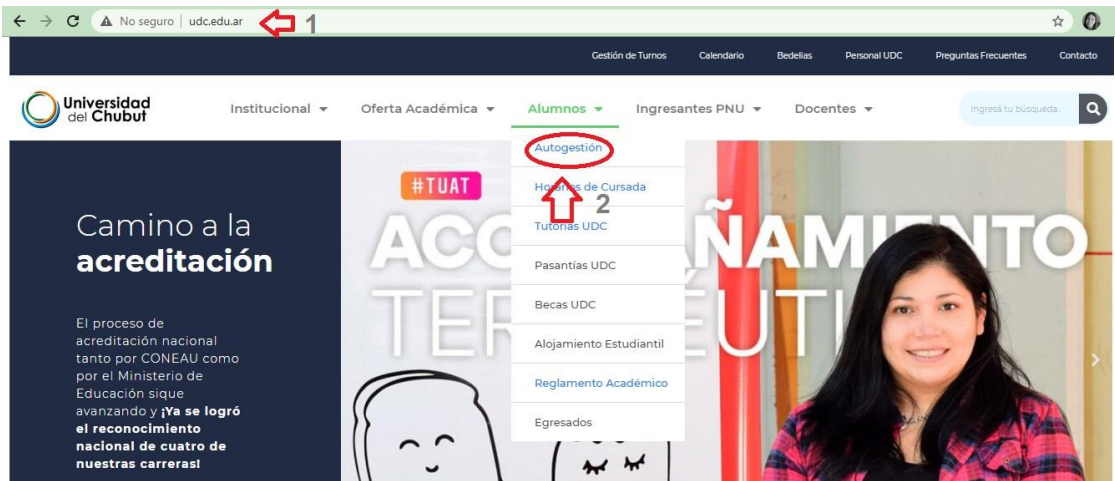 No seguro | udc.edu.ar
1
Gestión de Turnos Calendario Bedelias Personal UDC Preguntas Frecuentes Contacto
Universidad
del Chubut
Institucional Oferta Académica Alumnos Ingresantes PNU Docentes
Ingresá tu búsqueda.
Autogestión
Horarios de Cursada
2
Tutorías UDC
Pasantías UDC
Becas UDC
Alojamiento Estudiantil
Reglamento Académico
Egresados
Camino a la
acreditación
El proceso de
acreditación nacional
tanto por CONEAU como
por el Ministerio de
Educación sigue
avanzando y ¡Ya se logró
el reconocimiento
nacional de cuatro de
nuestras carreras!
#TUAT